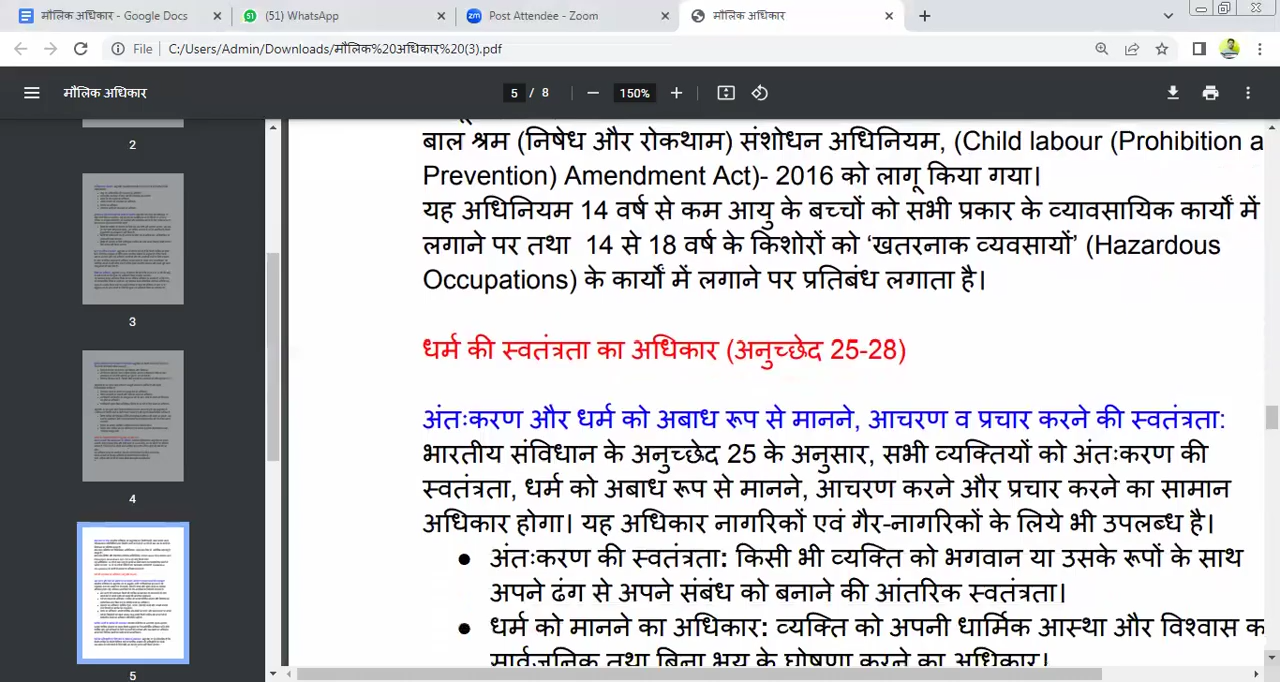 मौलिक अधिकार - Google Docs
(51) WhatsApp
Post Attendee - Zoom
मौलिक अधिकार
File
C:/Users/Admin/Downloads/मौलिक%20अधिकार%20(3).pdf
मौलिक अधिकार
5 / 8
150%
2
3
4
5
बाल श्रम (निषेध और रोकथाम) संशोधन अधिनियम, (Child labour (Prohibition a
Prevention) Amendment Act)- 2016 को लागू किया गया।
यह अधिनियम 14 वर्ष से कम आयु के बच्चों को सभी प्रकार के व्यावसायिक कार्यों में
लगाने पर तथा 14 से 18 वर्ष के किशोरों को ‘खतरनाक व्यवसायों’ (Hazardous
Occupations) के कार्यों में लगाने पर प्रतिबंध लगाता है।
धर्म की स्वतंत्रता का अधिकार (अनुच्छेद 25-28)
अंतःकरण और धर्म को अबाध रूप से मानने, आचरण व प्रचार करने की स्वतंत्रता:
भारतीय संविधान के अनुच्छेद 25 के अनुसार, सभी व्यक्तियों को अंतःकरण की
स्वतंत्रता, धर्म को अबाध रूप से मानने, आचरण करने और प्रचार करने का सामान
अधिकार होगा। यह अधिकार नागरिकों एवं गैर-नागरिकों के लिये भी उपलब्ध है।
● अंतःकरण की स्वतंत्रता: किसी भी व्यक्ति को भगवान या उसके रूपों के साथ
अपने ढंग से अपने संबंध को बनाने की आंतरिक स्वतंत्रता।
● धर्म को मानने का अधिकार: व्यक्ति को अपनी धार्मिक आस्था और विश्वास क
सार्वजनिक तथा बिना भय के घोषणा करने का अधिकार।